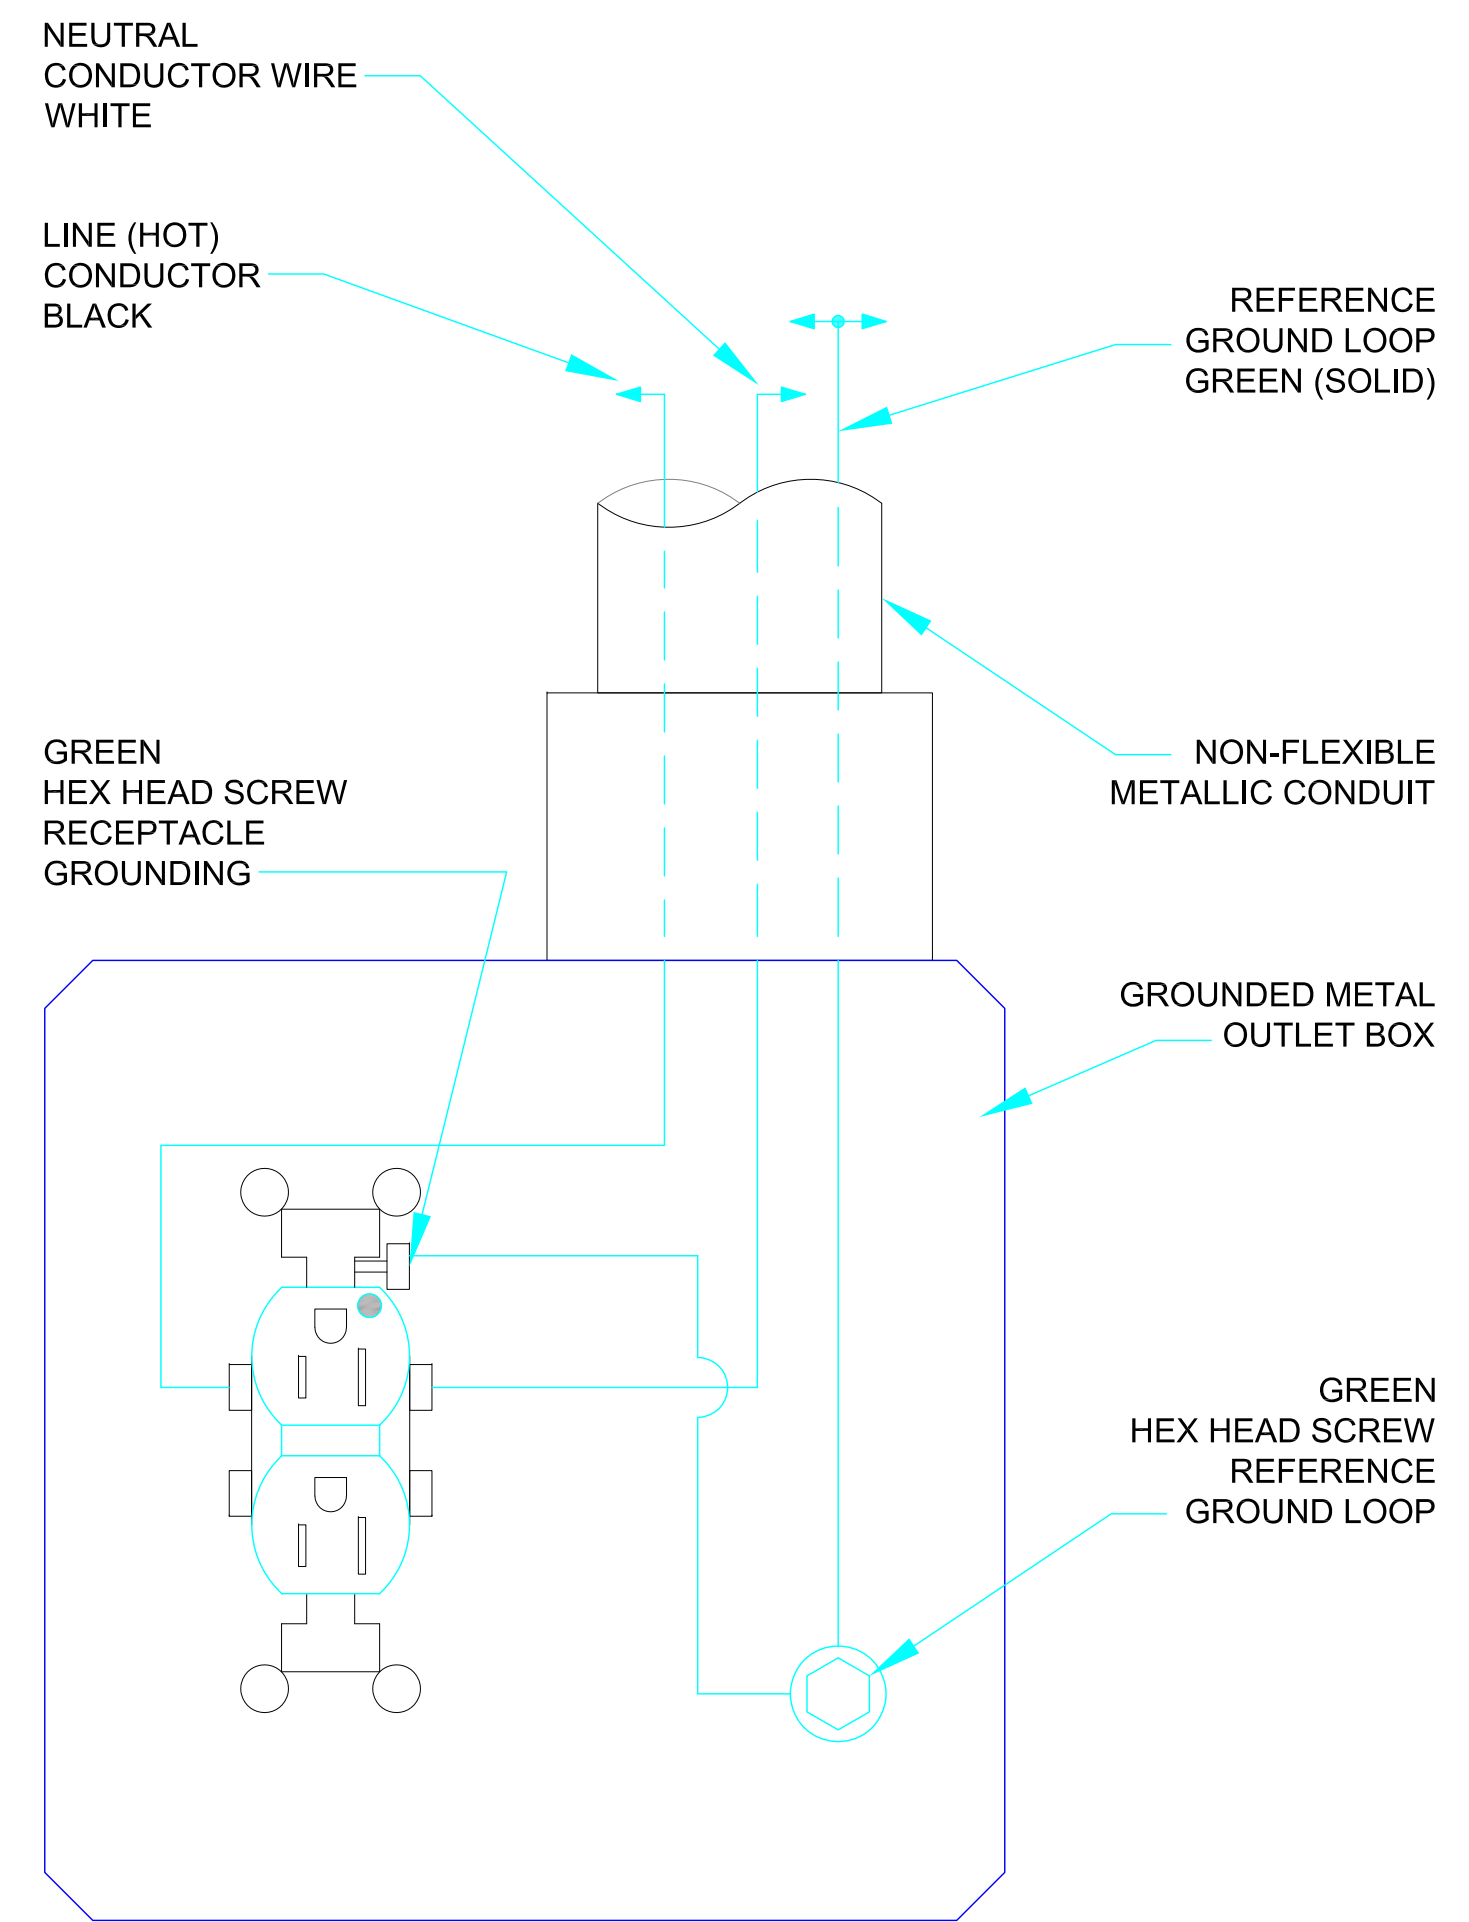 NEUTRAL
CONDUCTOR WIRE
WHITE
LINE (HOT)
CONDUCTOR
BLACK
REFERENCE
GROUND LOOP
GREEN (SOLID)
GREEN
HEX HEAD SCREW
RECEPTACLE
GROUNDING
NON-FLEXIBLE
METALLIC CONDUIT
GROUNDED METAL
OUTLET BOX
GREEN
HEX HEAD SCREW
REFERENCE
GROUND LOOP